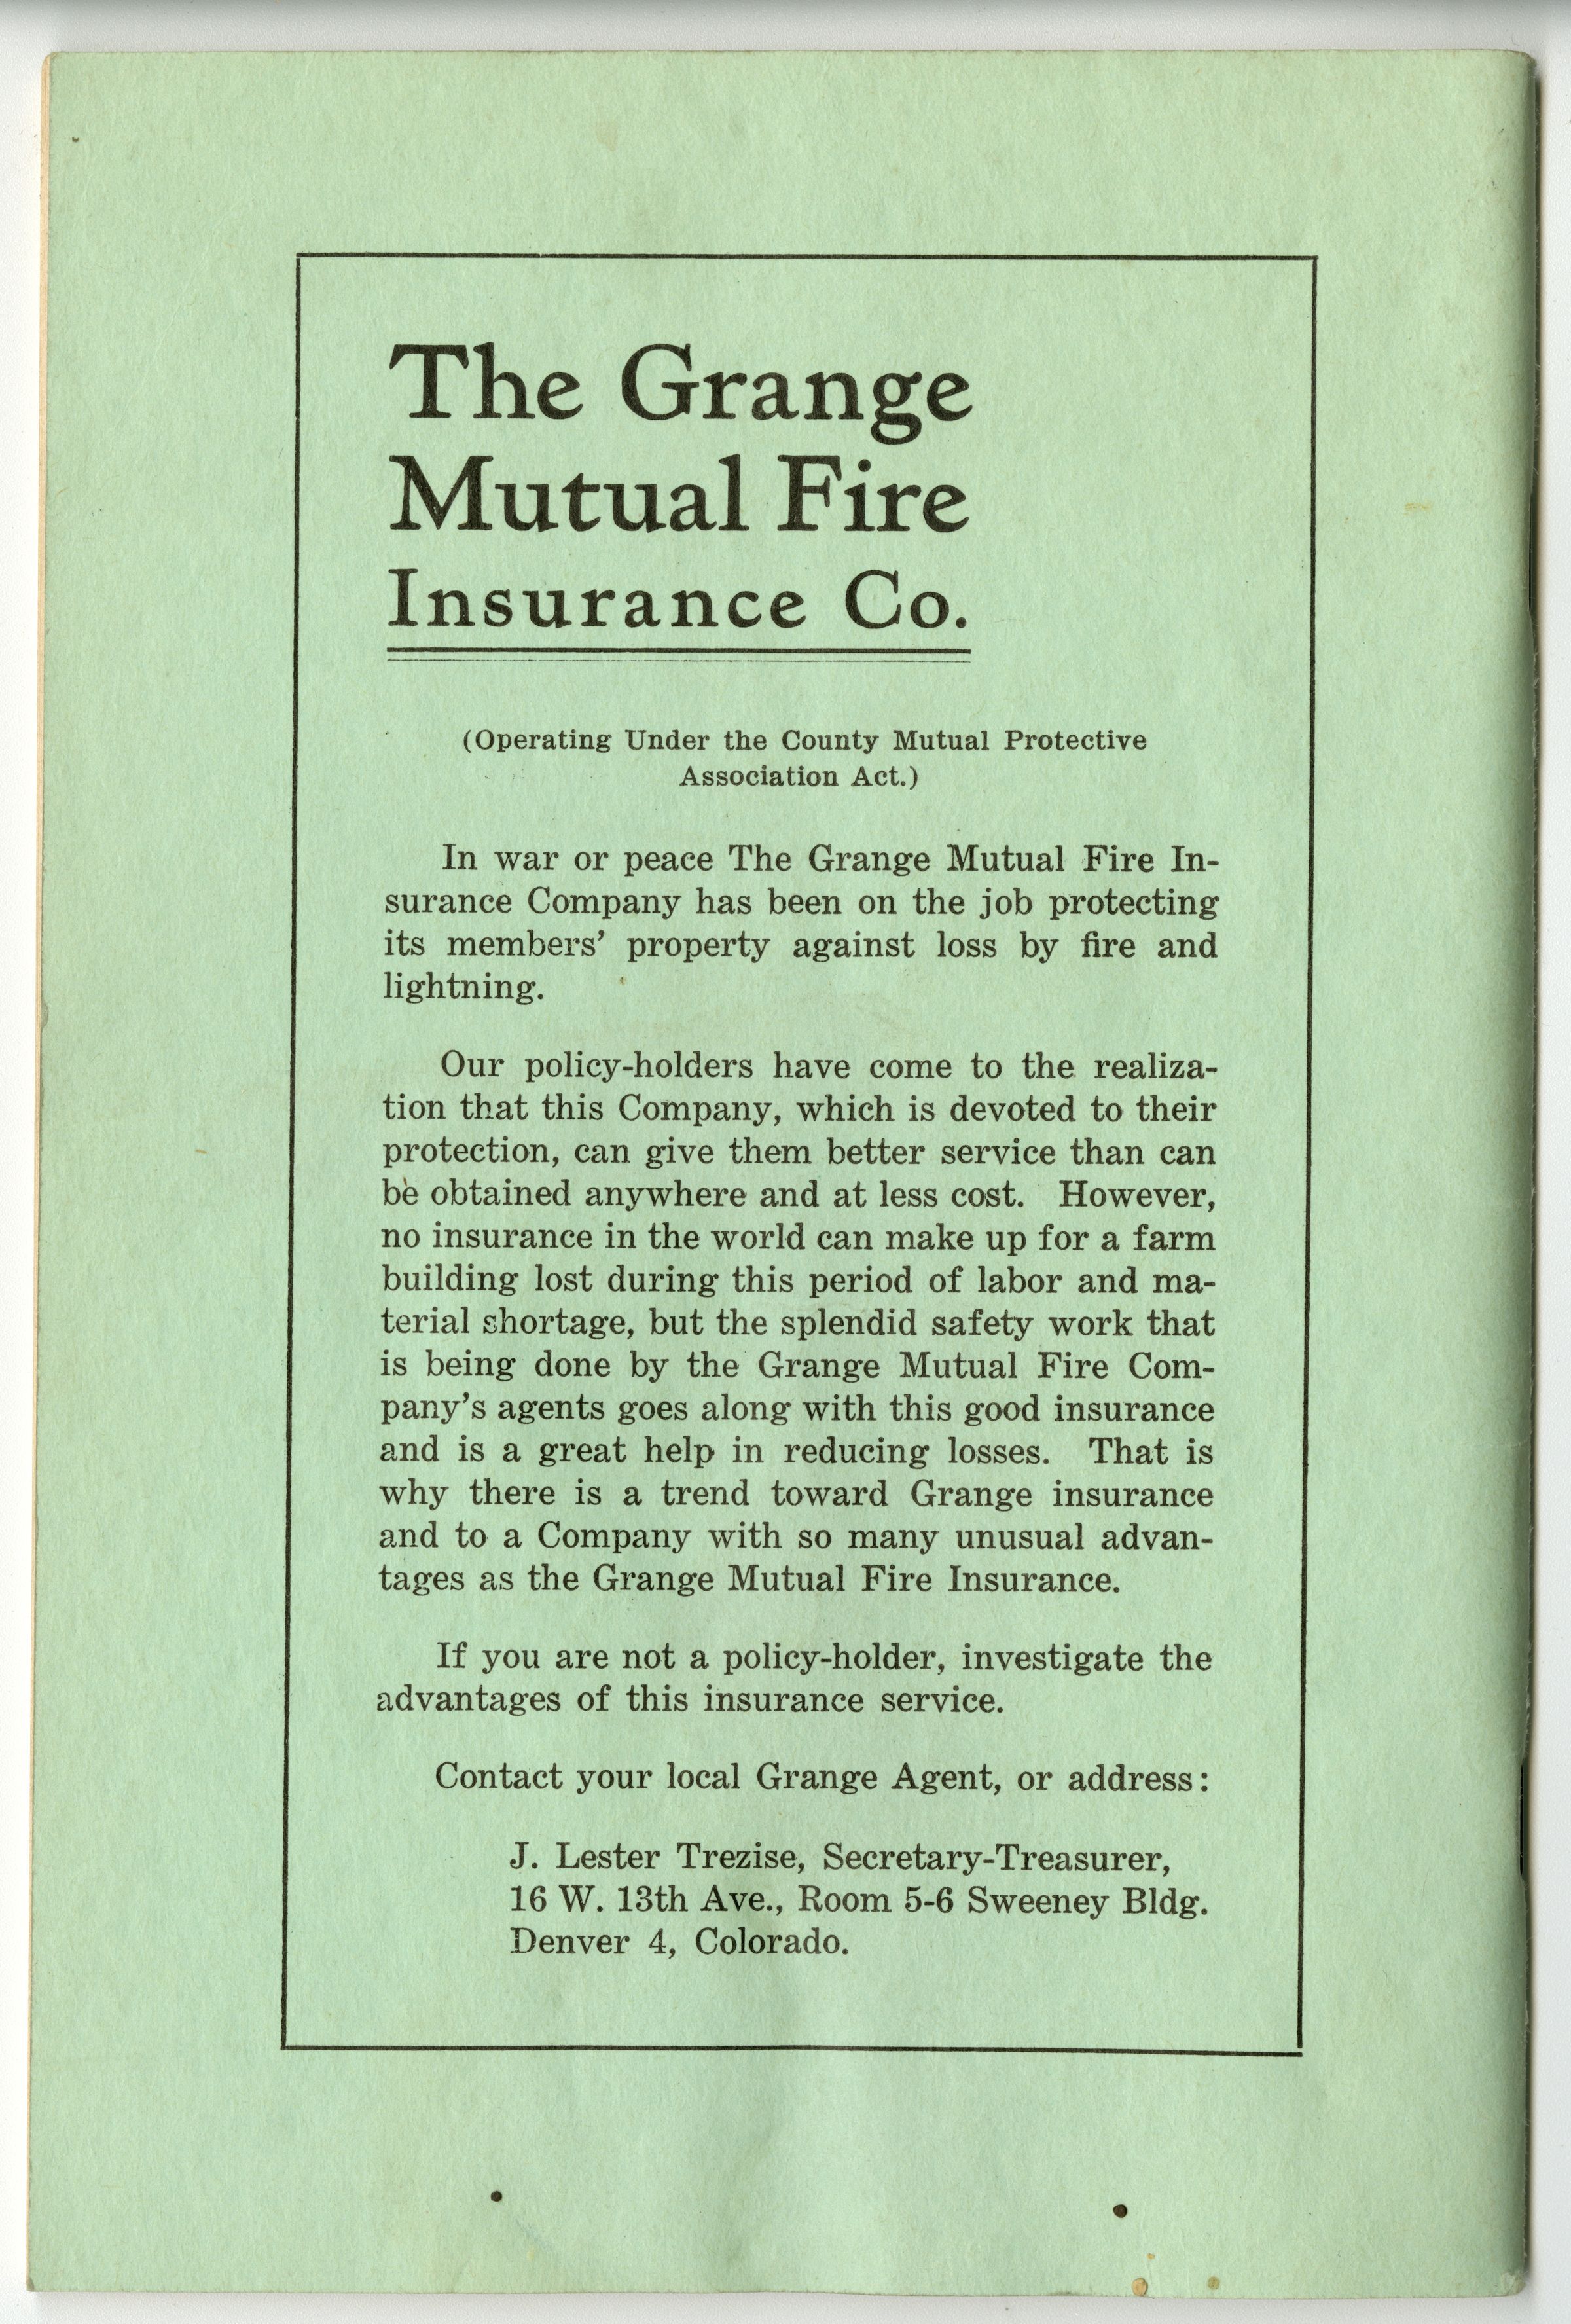 The Grange
Mutual Fire
Insurance Co.
(Operating Under the County Mutual Protective
Association Act.)
In war or peace The Grange Mutual Fire In-
surance Company has been on the job protecting
its members' property against loss by fire and
lightning.
Our policy-holders have come to the realiza-
tion that this Company, which is devoted to their
protection, can give them better service than can
be obtained anywhere and at less cost. However,
no insurance in the world can make up for a farm
building lost during this period of labor and ma-
terial shortage, but the splendid safety work that
is being done by the Grange Mutual Fire Com-
pany's agents goes along with this good insurance
and is a great help in reducing losses. That is
why there is a trend toward Grange insurance
and to a Company with so many unusual advan-
tages as the Grange Mutual Fire Insurance.
If you are not a policy-holder, investigate the
advantages of this insurance service.
Contact your local Grange Agent, or address:
J. Lester Trezise, Secretary-Treasurer,
16 W. 13th Ave., Room 5-6 Sweeney Bldg.
Denver 4, Colorado.